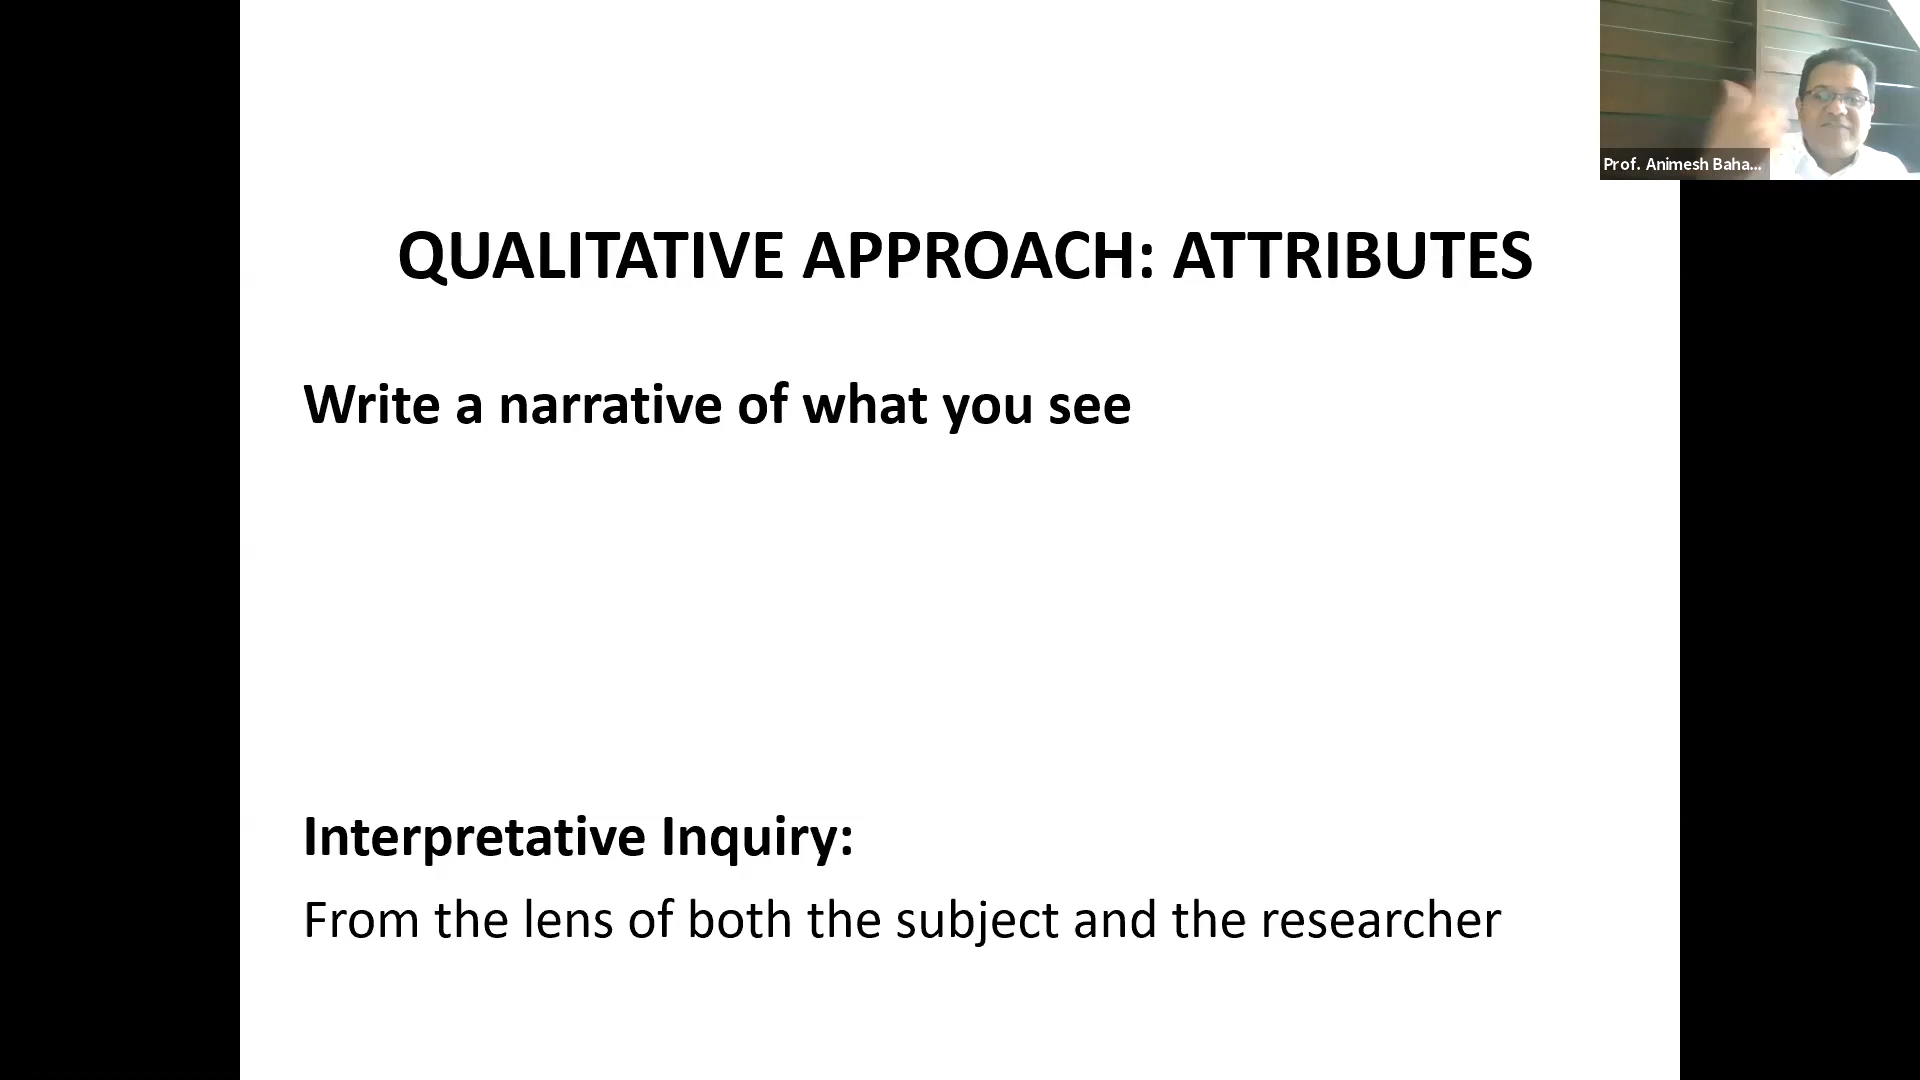 Prof. Animesh Baha...
QUALITATIVE APPROACH: ATTRIBUTES
Write a narrative of what you see
Interpretative Inquiry:
From the lens of both the subject and the researcher